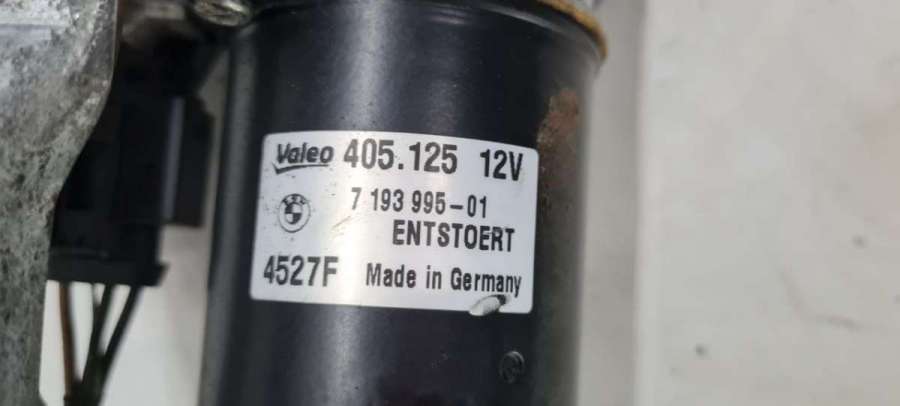 Valeo 405.125 12V
7 193 995-01
ENTSTOERT
4527F Made in Germany